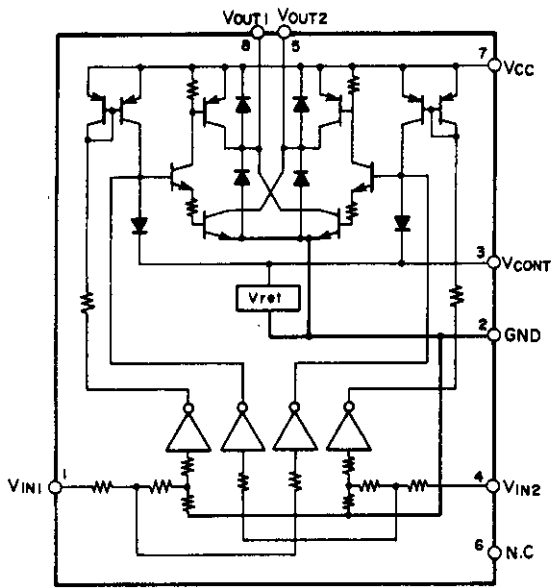 VOUT1 VOUT2
8 5
7 VCC
3 VCONT
Vref
2 GND
VIN1 1
4 VIN2
6 N.C